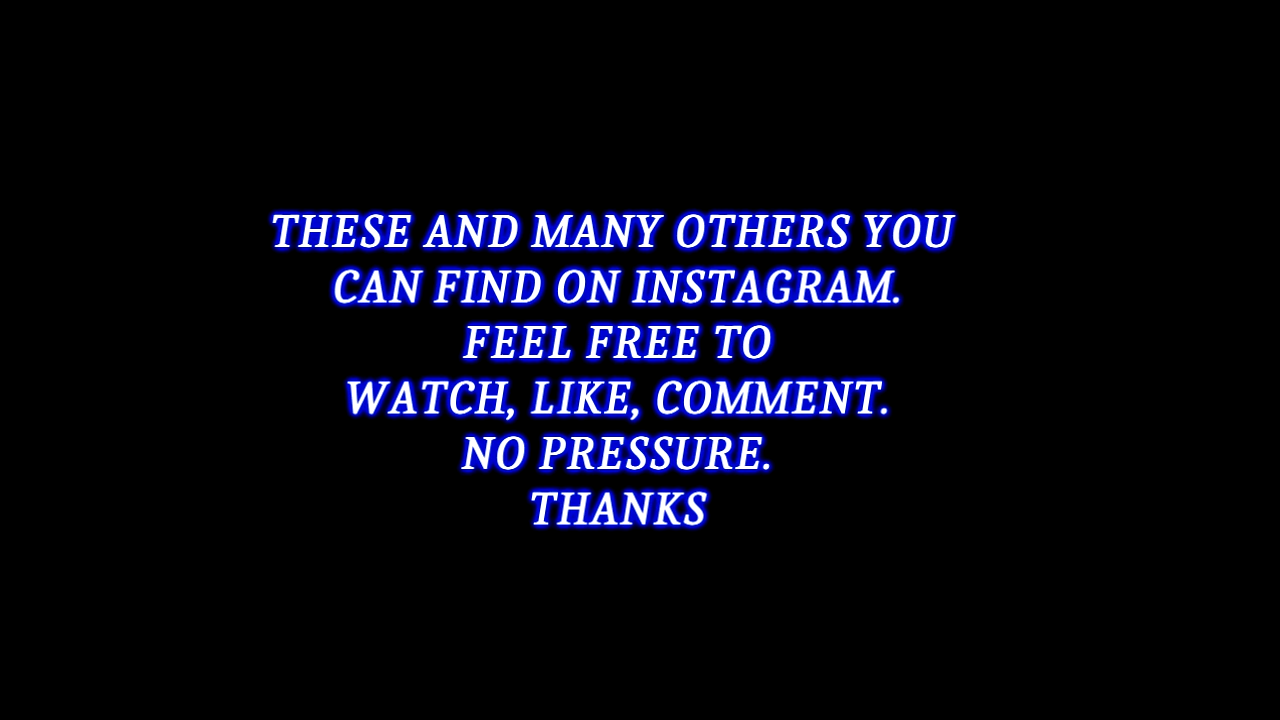 THESE AND MANY OTHERS YOU
CAN FIND ON INSTAGRAM.
FEEL FREE TO
WATCH, LIKE, COMMENT.
NO PRESSURE.
THANKS